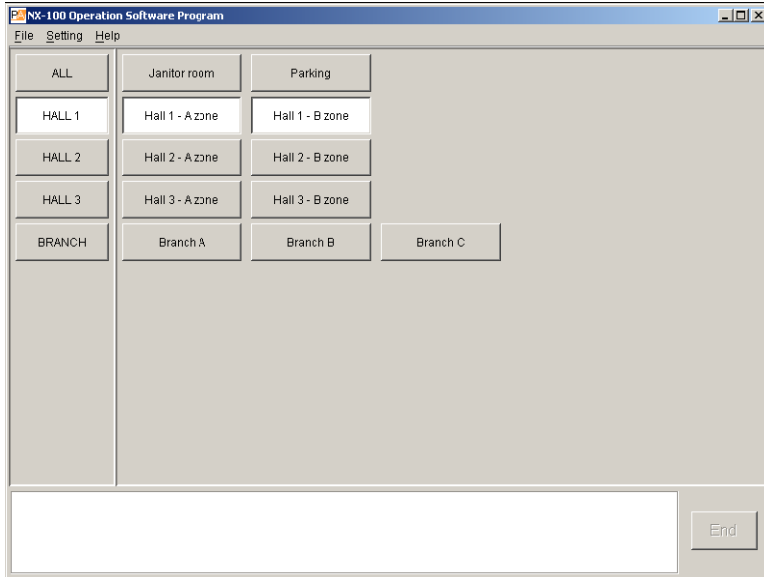 PA NX-100 Operation Software Program
File Setting Help
ALL Janitor room Parking
HALL 1 Hall 1 - A zone Hall 1 - B zone
HALL 2 Hall 2 - A zone Hall 2 - B zone
HALL 3 Hall 3 - A zone Hall 3 - B zone
BRANCH Branch A Branch B Branch C
End